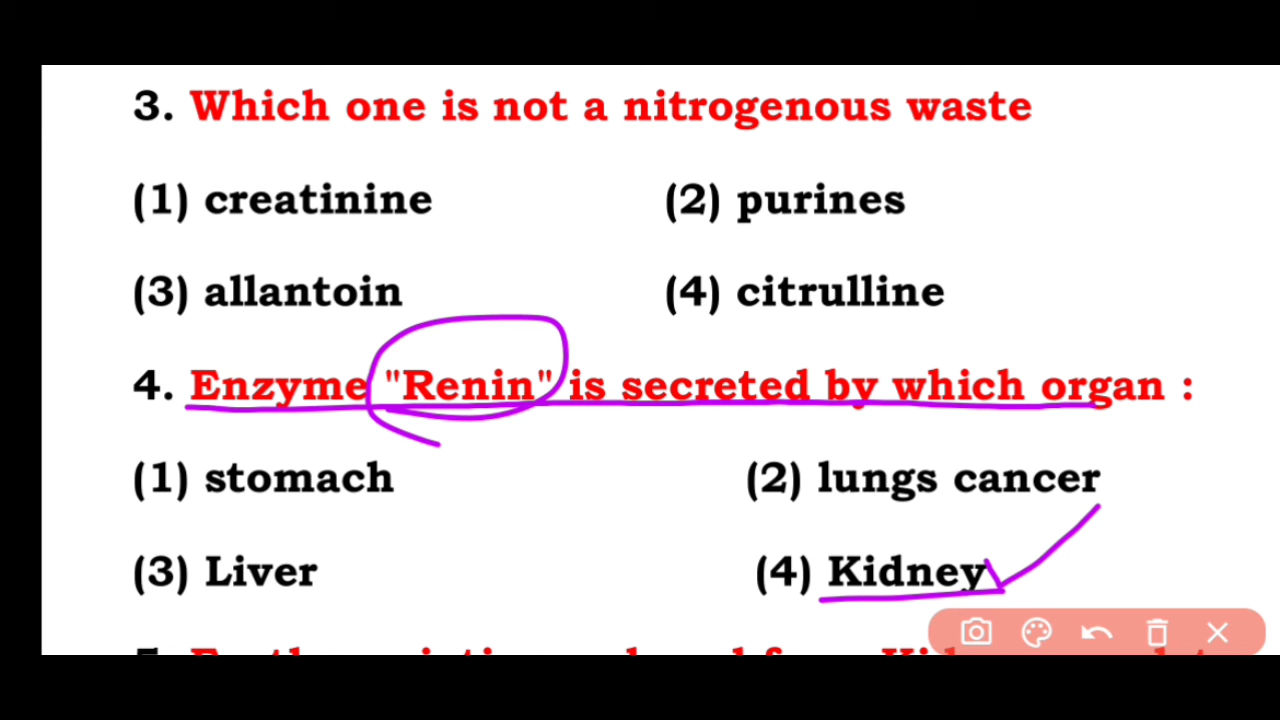 3. Which one is not a nitrogenous waste
(1) creatinine (2) purines
(3) allantoin (4) citrulline
4. Enzyme "Renin" is secreted by which organ :
(1) stomach (2) lungs cancer
(3) Liver (4) Kidney